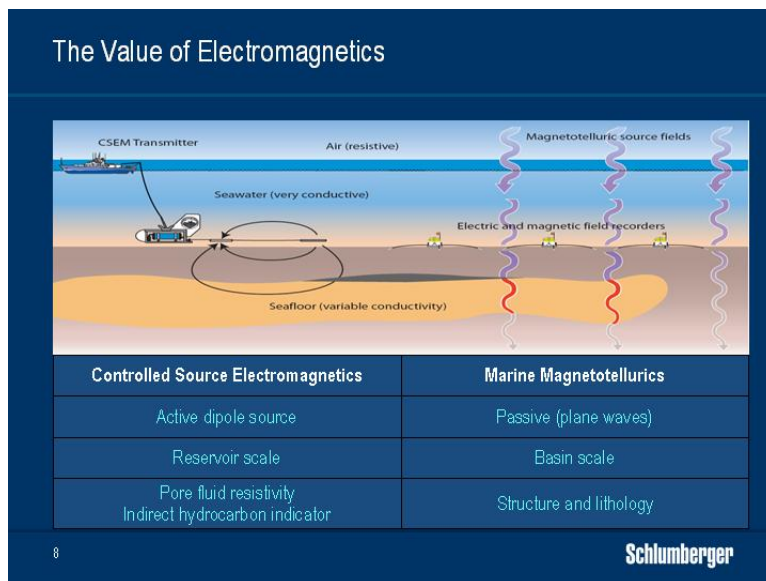 The Value of Electromagnetics
CSEM Transmitter
Air (resistive)
Magnetotelluric source fields
Seawater (very conductive)
Electric and magnetic field recorders
Seafloor (variable conductivity)
Controlled Source Electromagnetics
Marine Magnetotellurics
Active dipole source
Passive (plane waves)
Reservoir scale
Basin scale
Pore fluid resistivity
Indirect hydrocarbon indicator
Structure and lithology
8
Schlumberger